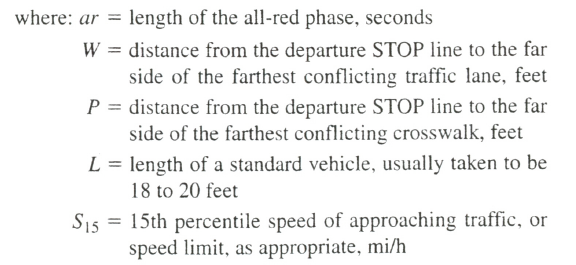 where: ar = length of the all-red phase, seconds
W = distance from the departure STOP line to the far
side of the farthest conflicting traffic lane, feet
P = distance from the departure STOP line to the far
side of the farthest conflicting crosswalk, feet
L = length of a standard vehicle, usually taken to be
18 to 20 feet
S₁₅ = 15th percentile speed of approaching traffic, or
speed limit, as appropriate, mi/h